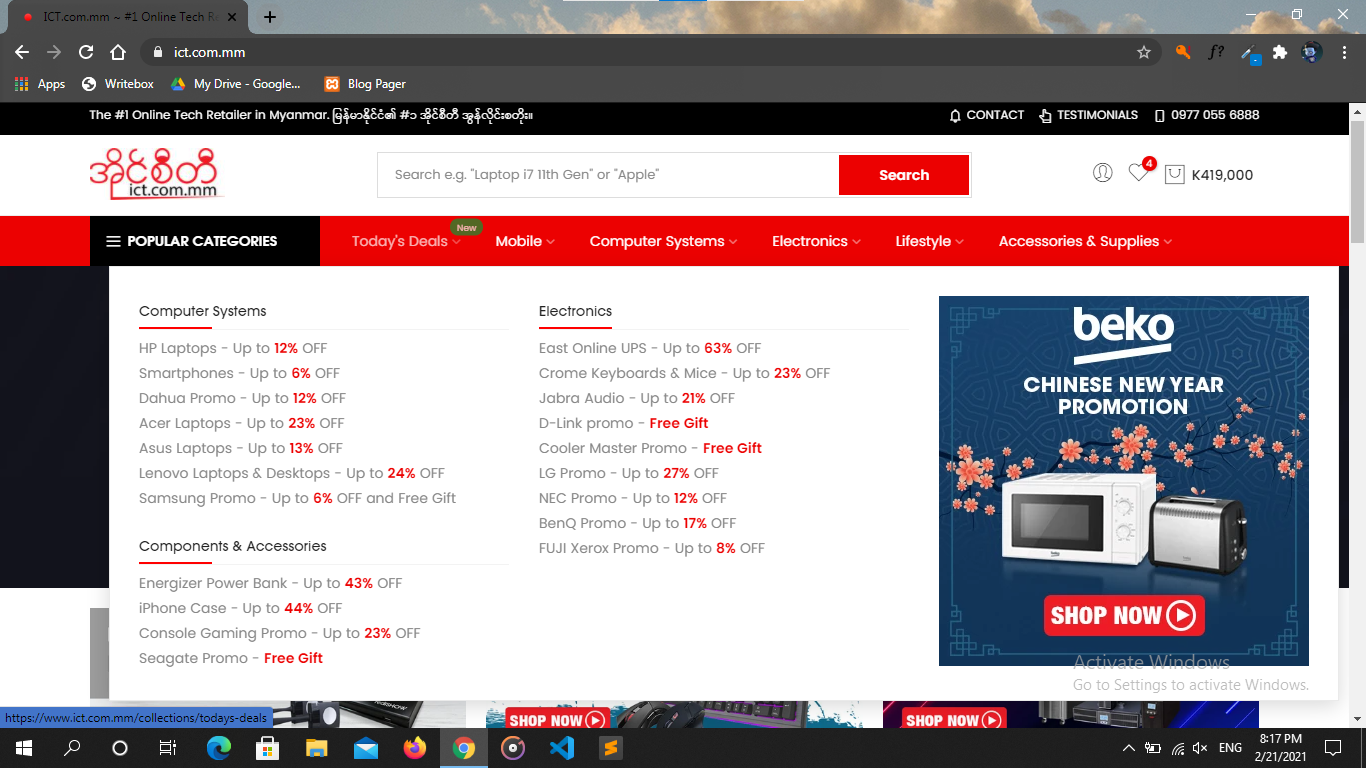 ICT.com.mm ~ #1 Online Tech Re
ict.com.mm
Apps
Writebox
My Drive - Google...
Blog Pager
The #1 Online Tech Retailer in Myanmar. မြန်မာနိုင်ငံ၏ #၁ အိုင်စီတီ အွန်လိုင်းစတိုး။
CONTACT
TESTIMONIALS
0977 055 6888
အိုင်စီတီ
ict.com.mm
Search e.g. "Laptop i7 11th Gen" or "Apple"
Search
4
K419,000
POPULAR CATEGORIES
Today's Deals
New
Mobile
Computer Systems
Electronics
Lifestyle
Accessories & Supplies
Computer Systems
HP Laptops - Up to 12% OFF
Smartphones - Up to 6% OFF
Dahua Promo - Up to 12% OFF
Acer Laptops - Up to 23% OFF
Asus Laptops - Up to 13% OFF
Lenovo Laptops & Desktops - Up to 24% OFF
Samsung Promo - Up to 6% OFF and Free Gift
Components & Accessories
Energizer Power Bank - Up to 43% OFF
iPhone Case - Up to 44% OFF
Console Gaming Promo - Up to 23% OFF
Seagate Promo - Free Gift
Electronics
East Online UPS - Up to 63% OFF
Crome Keyboards & Mice - Up to 23% OFF
Jabra Audio - Up to 21% OFF
D-Link promo - Free Gift
Cooler Master Promo - Free Gift
LG Promo - Up to 27% OFF
NEC Promo - Up to 12% OFF
BenQ Promo - Up to 17% OFF
FUJI Xerox Promo - Up to 8% OFF
beko
CHINESE NEW YEAR
PROMOTION
SHOP NOW
Activate Windows
Go to Settings to activate Windows.
https://www.ict.com.mm/collections/todays-deals
SHOP NOW
SHOP NOW
ENG
8:17 PM
2/21/2021